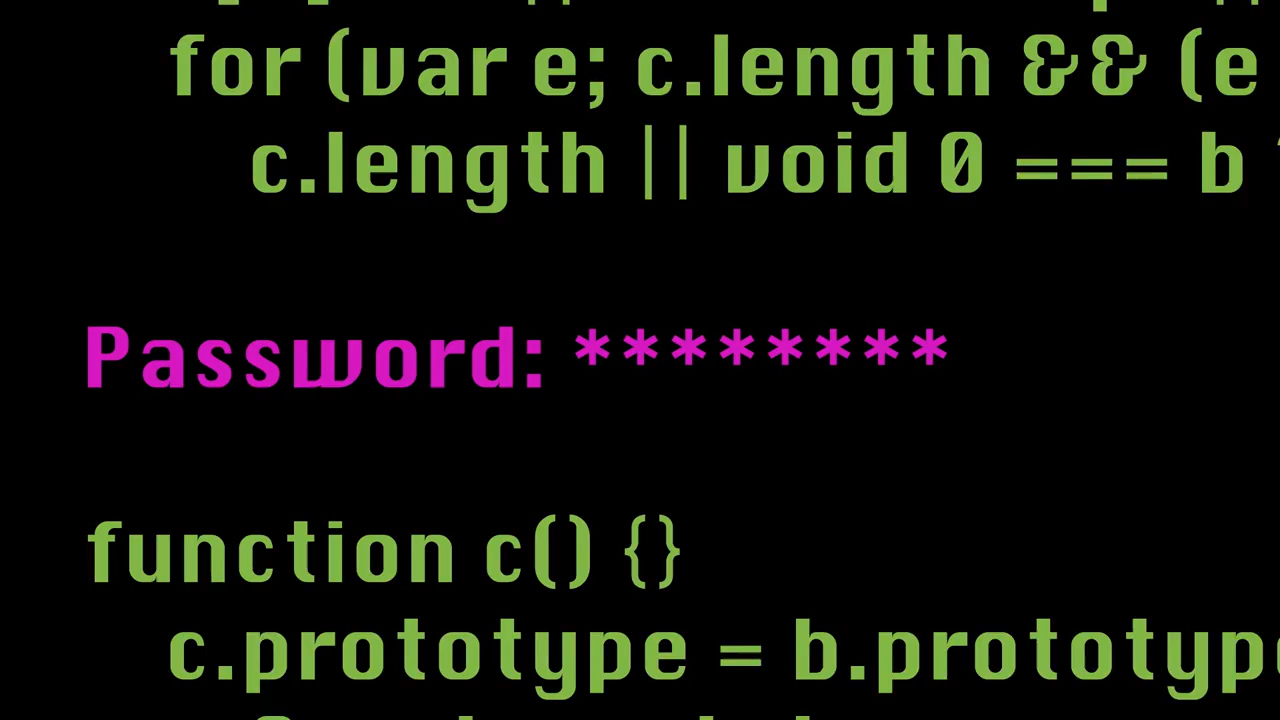 for (var e; c.length && (e
c.length || void 0 === b
Password: ********
function c() {}
c.prototype = b.prototype